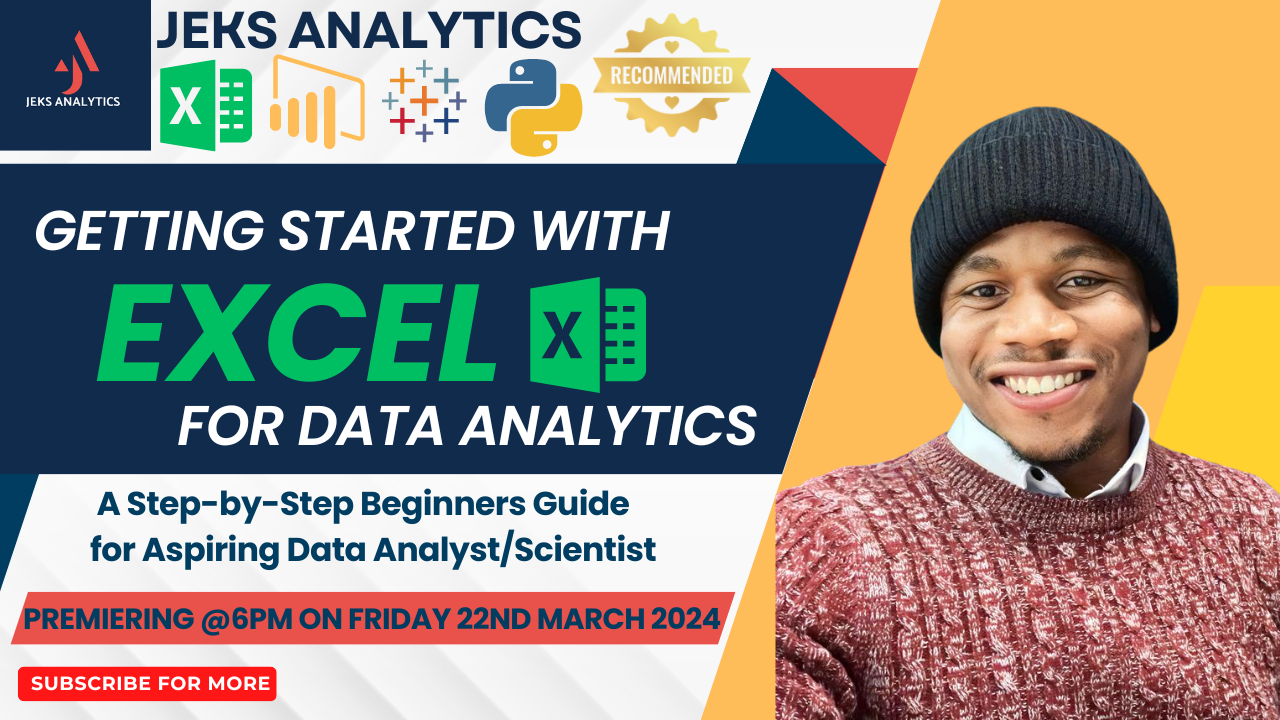 JEKS ANALYTICS
JEKS ANALYTICS
X
RECOMMENDED
GETTING STARTED WITH
EXCEL X
FOR DATA ANALYTICS
A Step-by-Step Beginners Guide
for Aspiring Data Analyst/Scientist
PREMIERING @6PM ON FRIDAY 22ND MARCH 2024
SUBSCRIBE FOR MORE